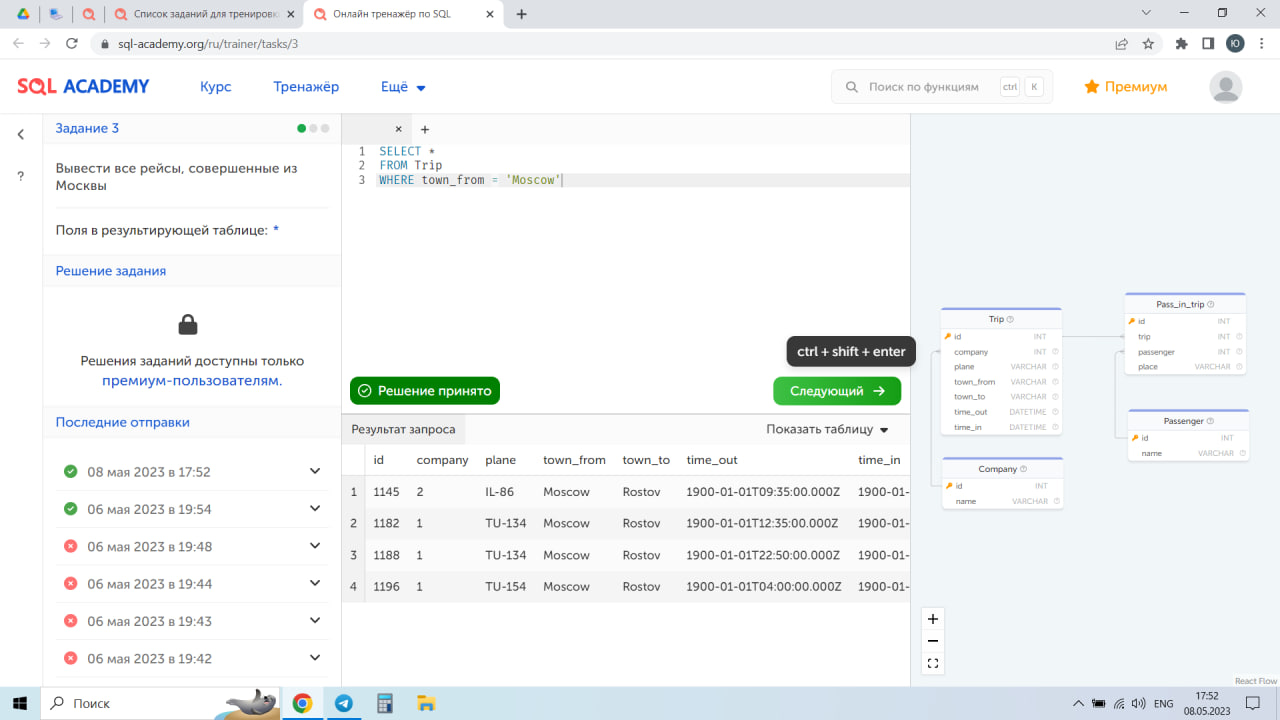 Список заданий для тренировк
Онлайн тренажёр по SQL
sql-academy.org/ru/trainer/tasks/3
Ю
SQL ACADEMY
Курс
Тренажёр
Ещё
Поиск по функциям
ctrl
K
Премиум
Задание 3
Вывести все рейсы, совершенные из
Москвы
Поля в результирующей таблице: *
Решение задания
Решения заданий доступны только
премиум-пользователям.
Последние отправки
08 мая 2023 в 17:52
06 мая 2023 в 19:54
06 мая 2023 в 19:48
06 мая 2023 в 19:44
06 мая 2023 в 19:43
06 мая 2023 в 19:42
1 SELECT *
2 FROM Trip
3 WHERE town_from = 'Moscow'
ctrl + shift + enter
Решение принято
Следующий
Результат запроса
Показать таблицу
id company plane town_from town_to time_out time_in
1 1145 2 IL-86 Moscow Rostov 1900-01-01T09:35:00.000Z 1900-01-
2 1182 1 TU-134 Moscow Rostov 1900-01-01T12:35:00.000Z 1900-01-
3 1188 1 TU-134 Moscow Rostov 1900-01-01T22:50:00.000Z 1900-01-
4 1196 1 TU-154 Moscow Rostov 1900-01-01T04:00:00.000Z 1900-01-
Trip
id INT
company INT
plane VARCHAR
town_from VARCHAR
town_to VARCHAR
time_out DATETIME
time_in DATETIME
Pass_in_trip
id INT
trip INT
passenger INT
place VARCHAR
Passenger
id INT
name VARCHAR
Company
id INT
name VARCHAR
React Flow
Поиск
ENG
17:52
08.05.2023